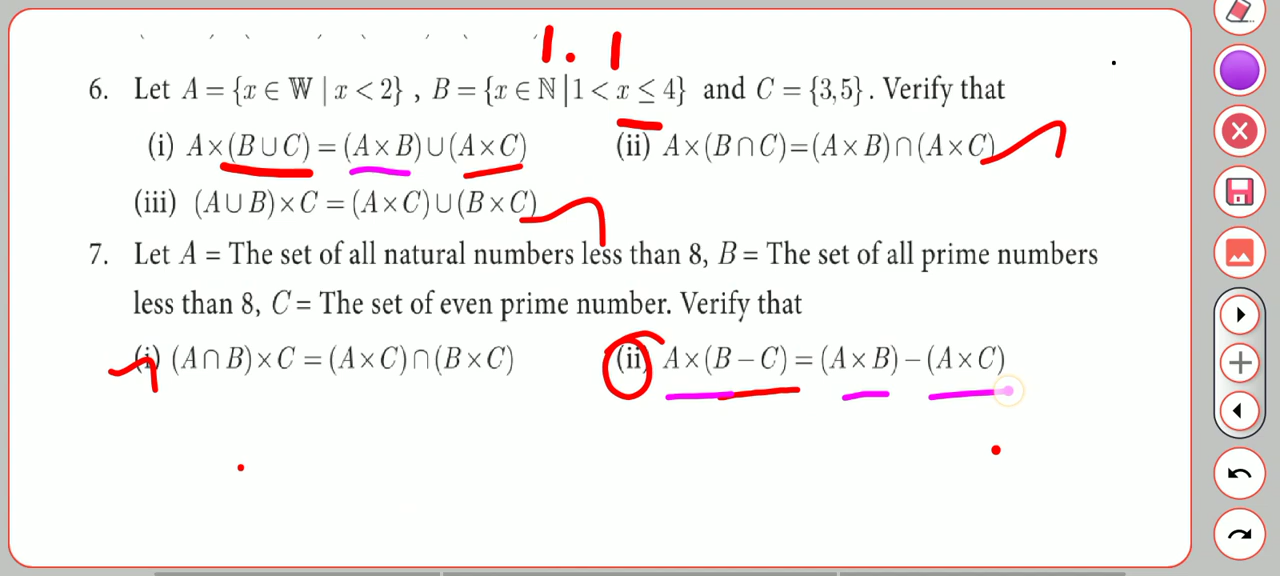 1.1
6. Let A = {x ∈ 𝕎 | x < 2} , B = {x ∈ ℕ | 1 < x ≤ 4} and C = {3,5} . Verify that
(i) A×(B∪C) = (A×B)∪(A×C) (ii) A×(B∩C)=(A×B)∩(A×C)
(iii) (A∪B)×C = (A×C)∪(B×C)
7. Let A = The set of all natural numbers less than 8, B = The set of all prime numbers
less than 8, C = The set of even prime number. Verify that
(i) (A∩B)×C = (A×C)∩(B×C) (ii) A×(B−C) = (A×B)−(A×C)